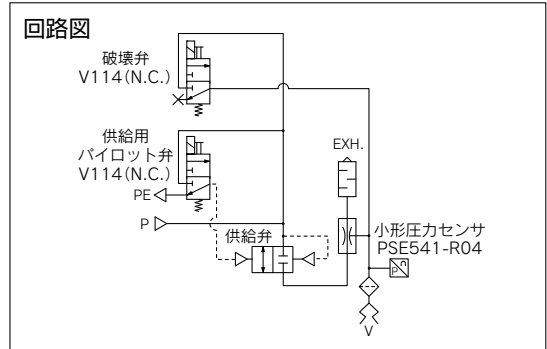 回路図
破壊弁
V114(N.C.)
供給用
パイロット弁
V114(N.C.)
PE
P
供給弁
EXH.
小形圧力センサ
PSE541-R04
P
V